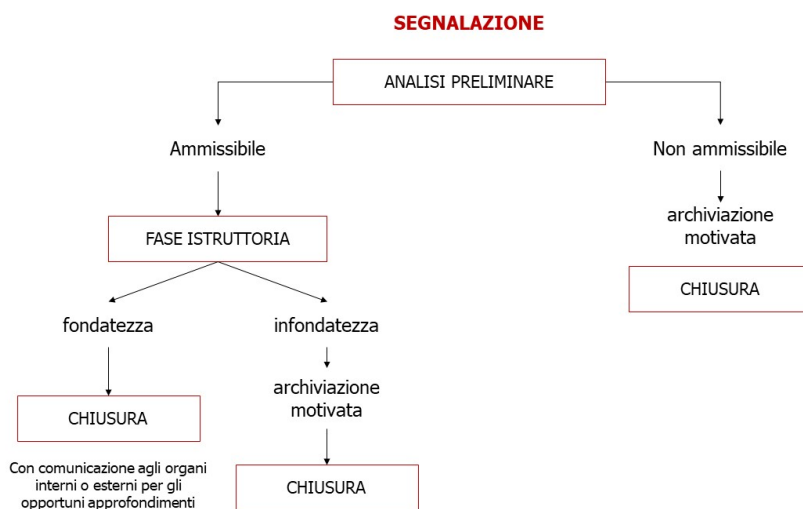 SEGNALAZIONE
ANALISI PRELIMINARE
Ammissibile
Non ammissibile
archiviazione
motivata
FASE ISTRUTTORIA
CHIUSURA
fondatezza
infondatezza
archiviazione
motivata
CHIUSURA
Con comunicazione agli organi
interni o esterni per gli
opportuni approfondimenti
CHIUSURA